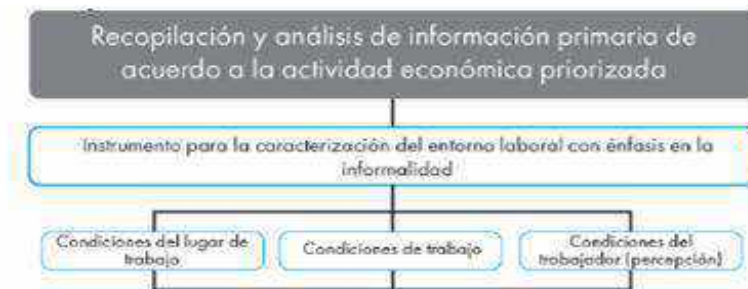 Recopilación y análisis de información primaria de
acuerdo a la actividad económica priorizada
Instrumento para la caracterización del entorno laboral con énfasis en la
informalidad
Condiciones del lugar de
trabajo
Condiciones de trabajo
Condiciones del
trabajador (percepción)